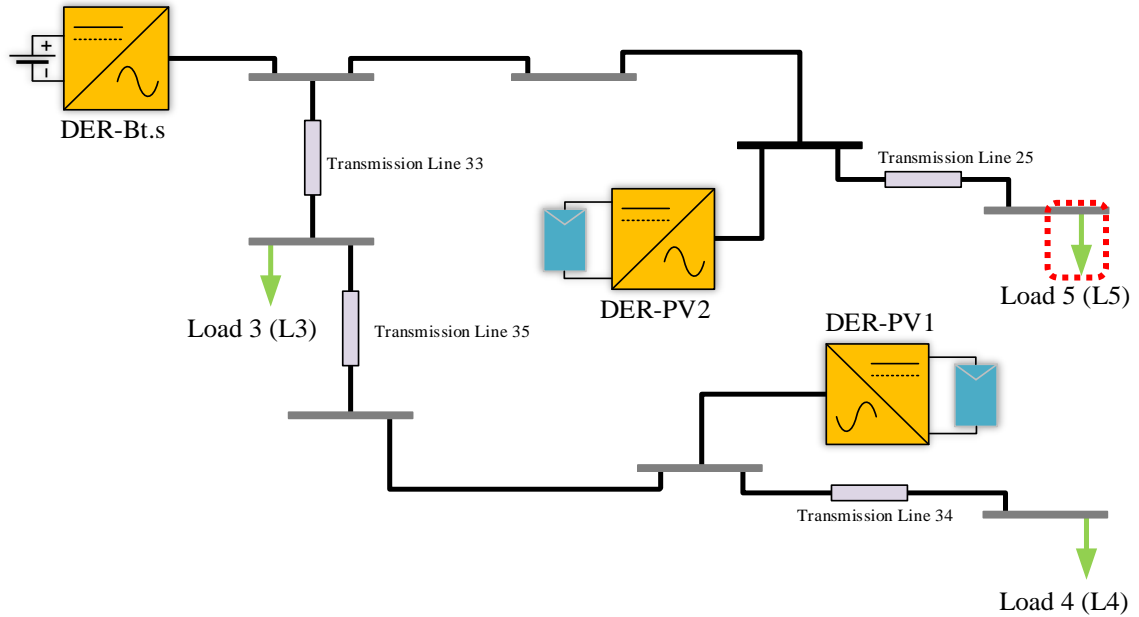 +
−
DER-Bt.s
Transmission Line 33
Transmission Line 25
DER-PV2
Load 5 (L5)
Load 3 (L3)
Transmission Line 35
DER-PV1
Transmission Line 34
Load 4 (L4)